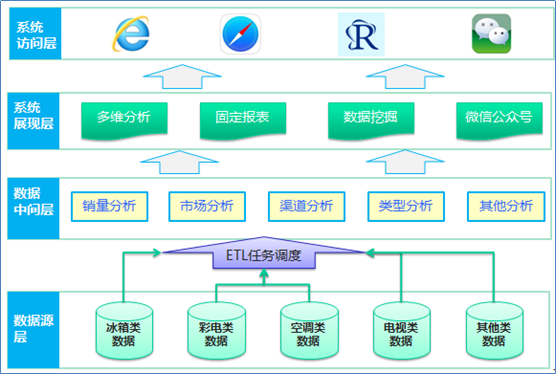 系统
访问层
R
系统
展现层
多维分析
固定报表
数据挖掘
微信公众号
数据
中间层
销量分析
市场分析
渠道分析
类型分析
其他分析
ETL任务调度
数据源
层
冰箱类
数据
彩电类
数据
空调类
数据
电视类
数据
其他类
数据